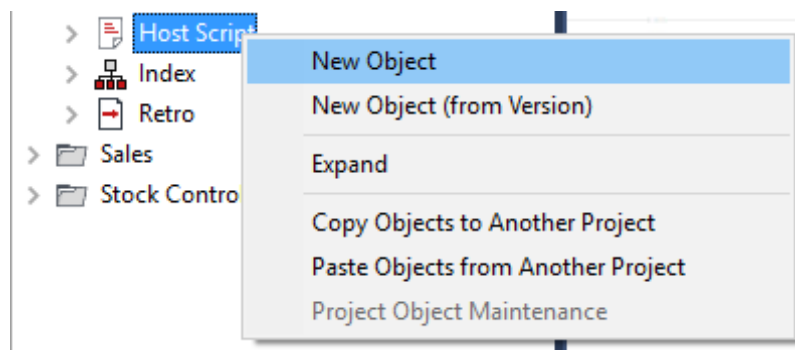 Host Script
Index
Retro
Sales
Stock Contro
New Object
New Object (from Version)
Expand
Copy Objects to Another Project
Paste Objects from Another Project
Project Object Maintenance